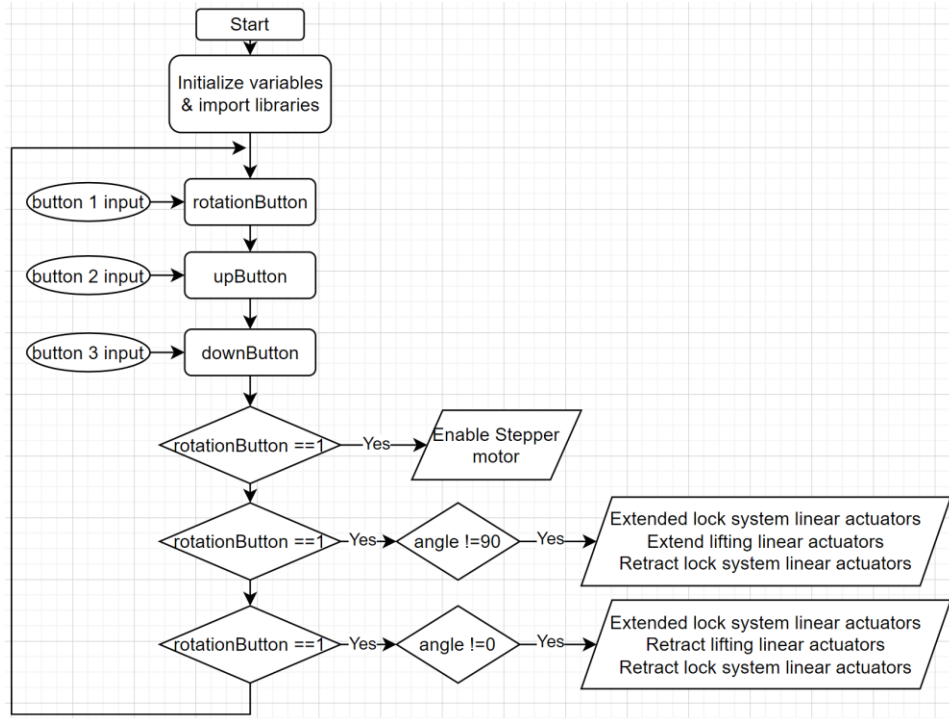 Start
Initialize variables
& import libraries
button 1 input
rotationButton
button 2 input
upButton
button 3 input
downButton
rotationButton ==1
Yes
Enable Stepper
motor
rotationButton ==1
Yes
angle !=90
Yes
Extended lock system linear actuators
Extend lifting linear actuators
Retract lock system linear actuators
rotationButton ==1
Yes
angle !=0
Yes
Extended lock system linear actuators
Retract lifting linear actuators
Retract lock system linear actuators